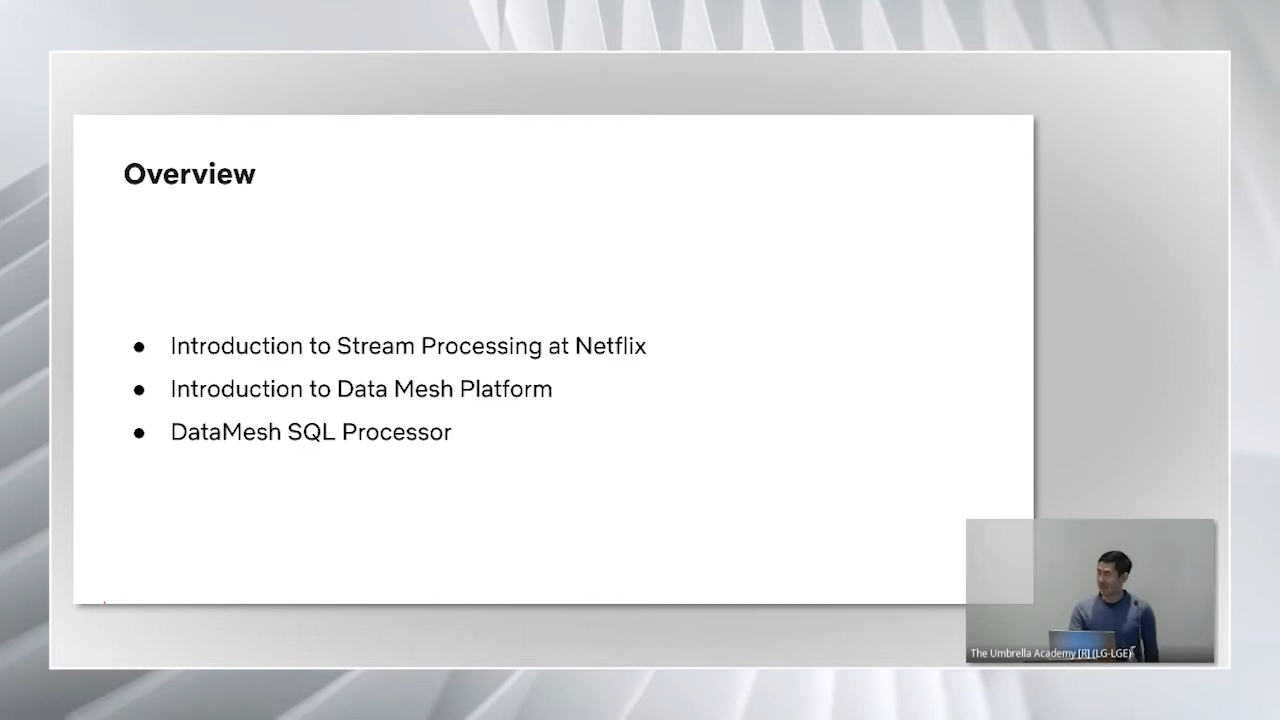 Overview
● Introduction to Stream Processing at Netflix
● Introduction to Data Mesh Platform
● DataMesh SQL Processor
The Umbrella Academy [R] (LG-LGE)